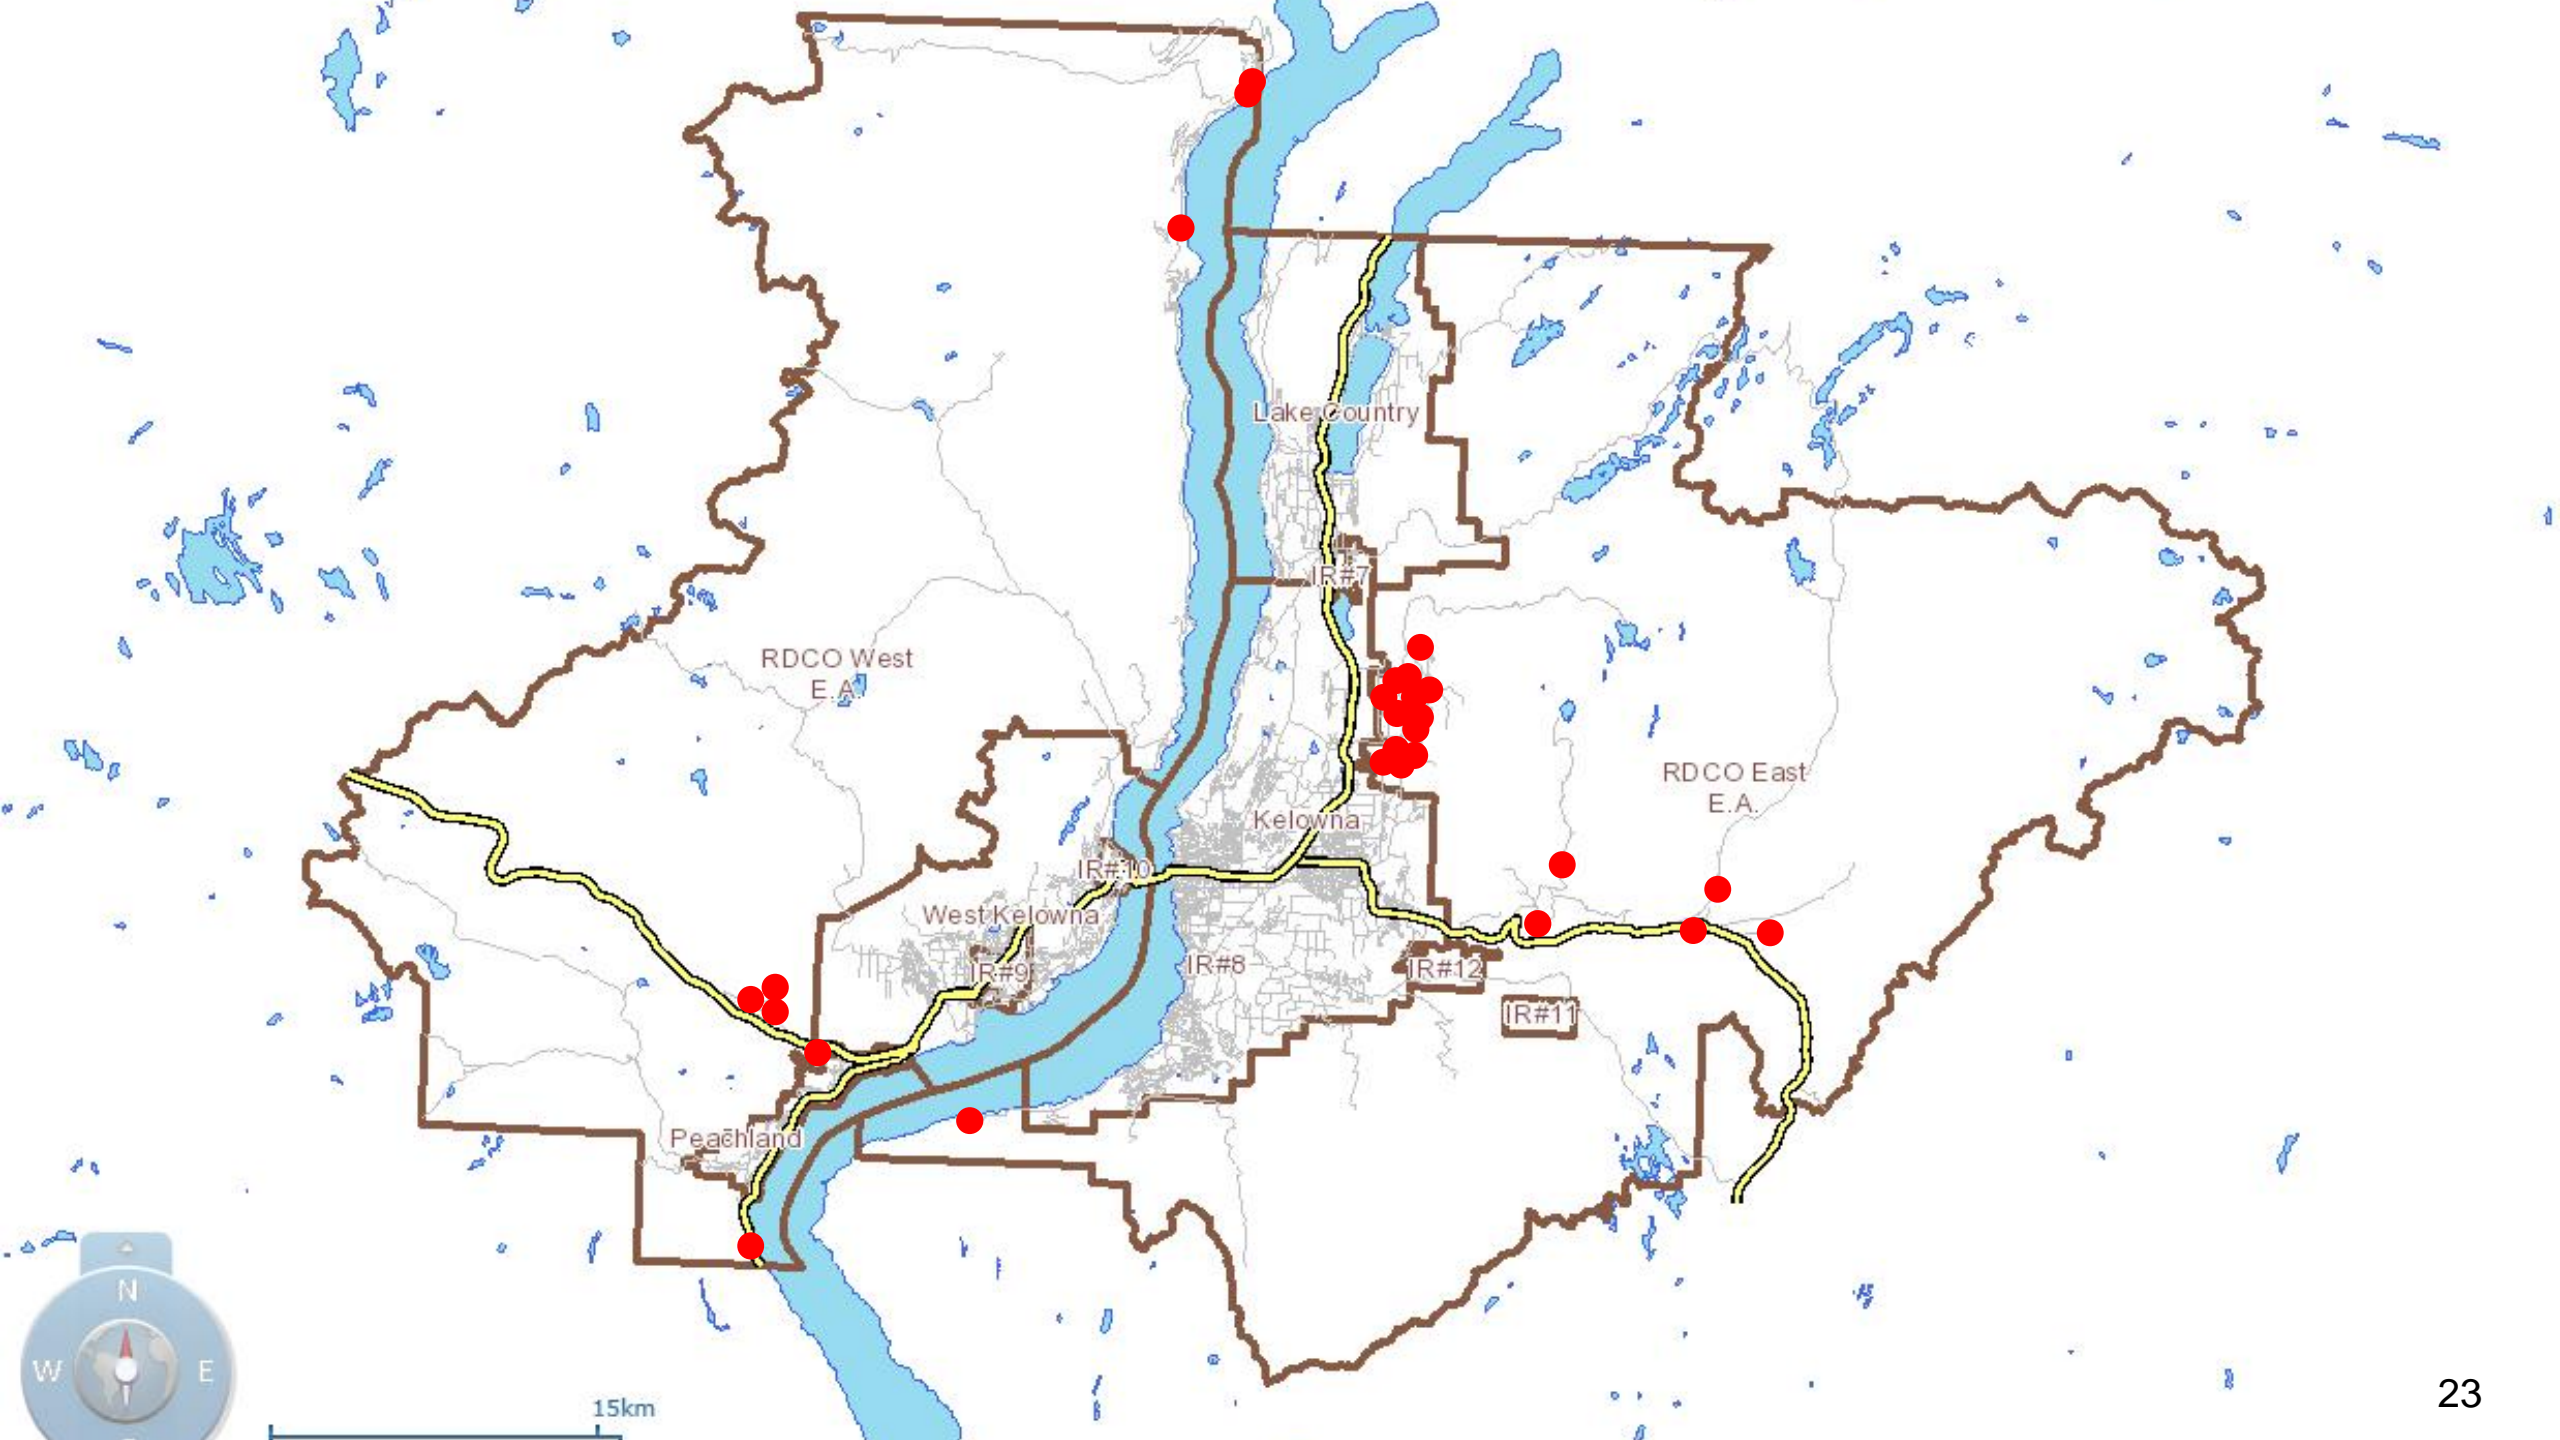 Lake Country
IR#7
RDCO West
E.A.
RDCO East
E.A.
Kelowna
IR#10
West Kelowna
IR#9
IR#8
IR#12
IR#11
Peachland
N
W
E
15km
23